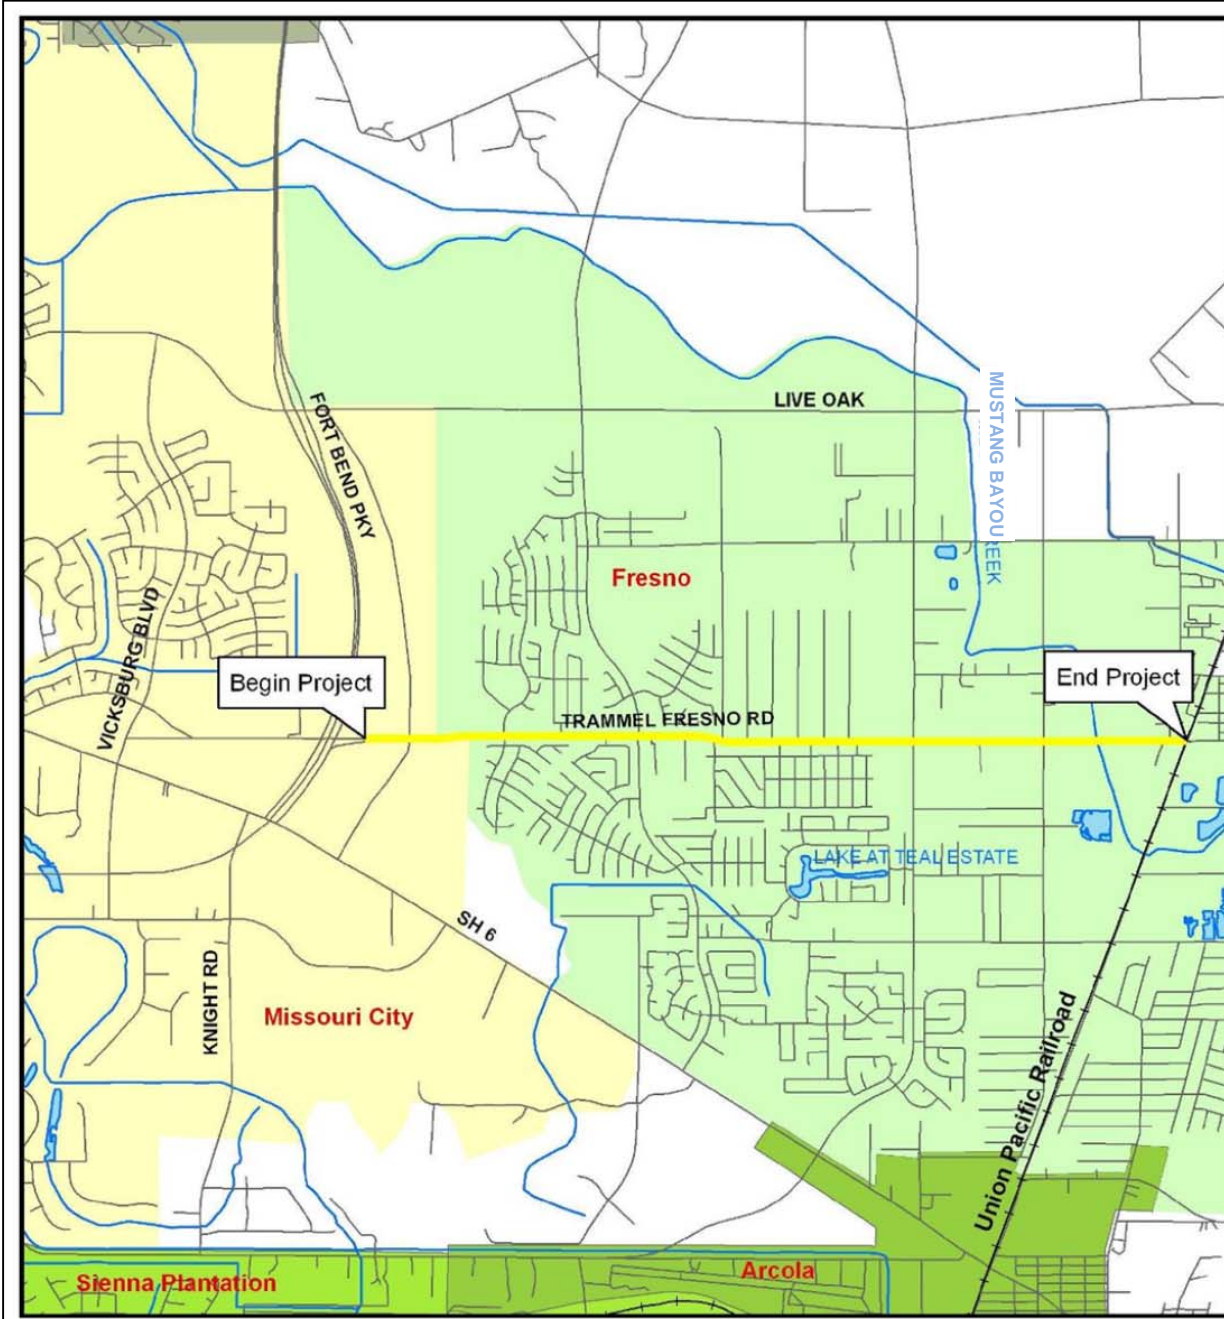 LIVE OAK
FORT BEND PKY
MUSTANG BAYOU
REEK
Fresno
VICKSBURG BLVD
Begin Project
End Project
TRAMMEL FRESNO RD
LAKE AT TEAL ESTATE
SH 6
KNIGHT RD
Missouri City
Union Pacific Railroad
Sienna Plantation
Arcola